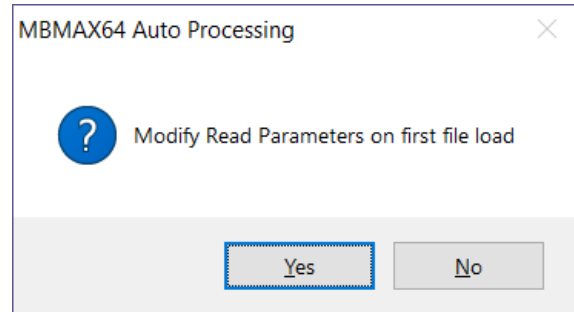 MBMAX64 Auto Processing
?
Modify Read Parameters on first file load
Yes
No